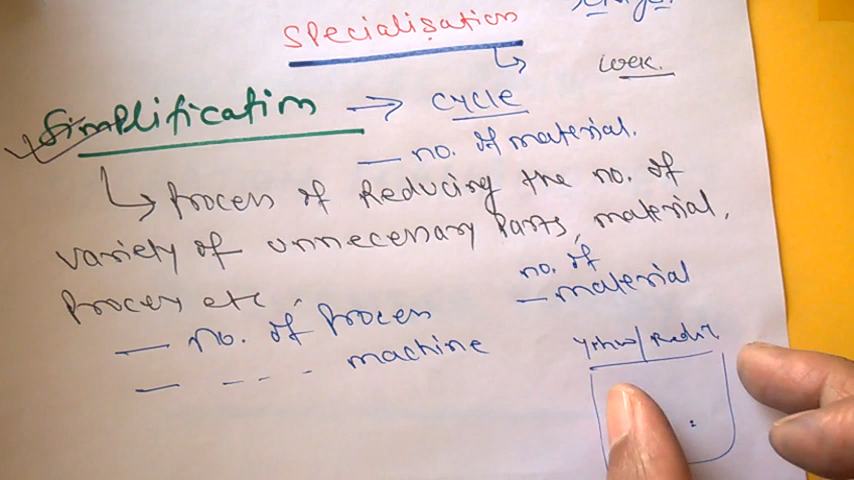 Specialisation
work.
Simplification → cycle
— no. of material.
↳ Process of Reducing the no. of
variety of unnecessary Parts, material,
Process etc.
no. of
— material
— no. of Process
— - - - machine